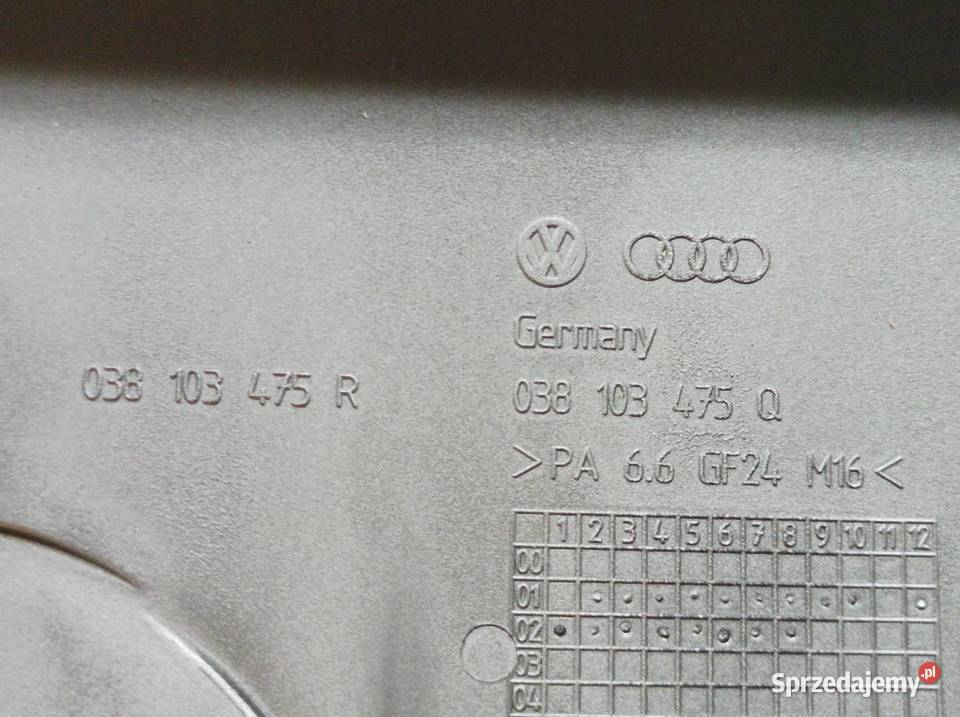 Germany
038 103 475 R
038 103 475 Q
>PA 6.6 GF24 M16<
1 2 3 4 5 6 7 8 9 10 11 12
00
01
02
03
04
Sprzedajemy.pl